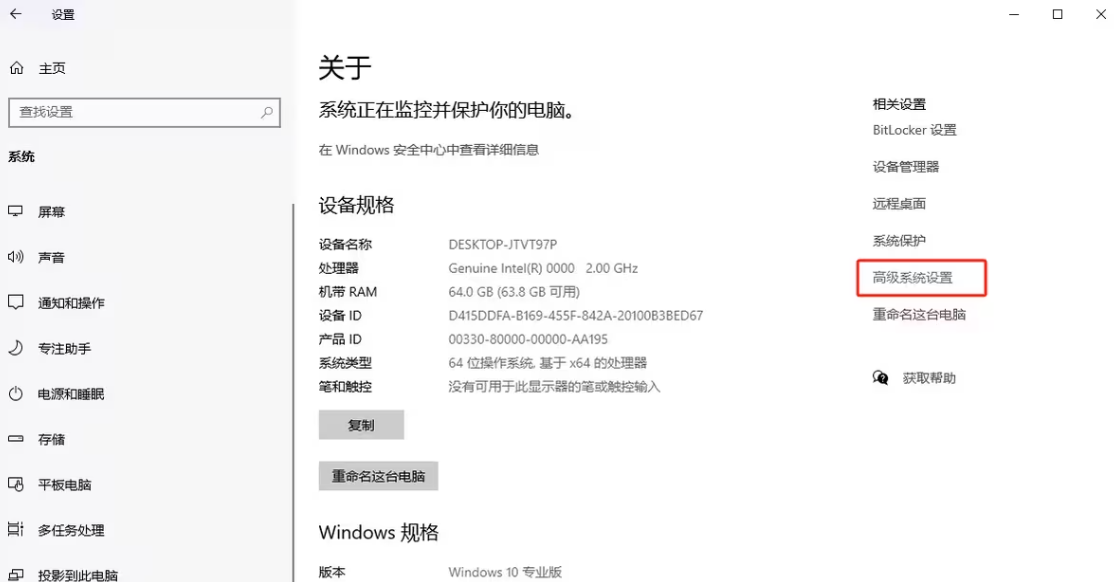 设置
主页
查找设置
系统
屏幕
声音
通知和操作
专注助手
电源和睡眠
存储
平板电脑
多任务处理
投影到此电脑
关于
系统正在监控并保护你的电脑。
在 Windows 安全中心中查看详细信息
设备规格
设备名称 DESKTOP-JTVT97P
处理器 Genuine Intel(R) 0000 2.00 GHz
机带 RAM 64.0 GB (63.8 GB 可用)
设备 ID D415DDFA-B169-455F-842A-20100B3BED67
产品 ID 00330-80000-00000-AA195
系统类型 64 位操作系统, 基于 x64 的处理器
笔和触控 没有可用于此显示器的笔或触控输入
复制
重命名这台电脑
Windows 规格
版本 Windows 10 专业版
相关设置
BitLocker 设置
设备管理器
远程桌面
系统保护
高级系统设置
重命名这台电脑
获取帮助